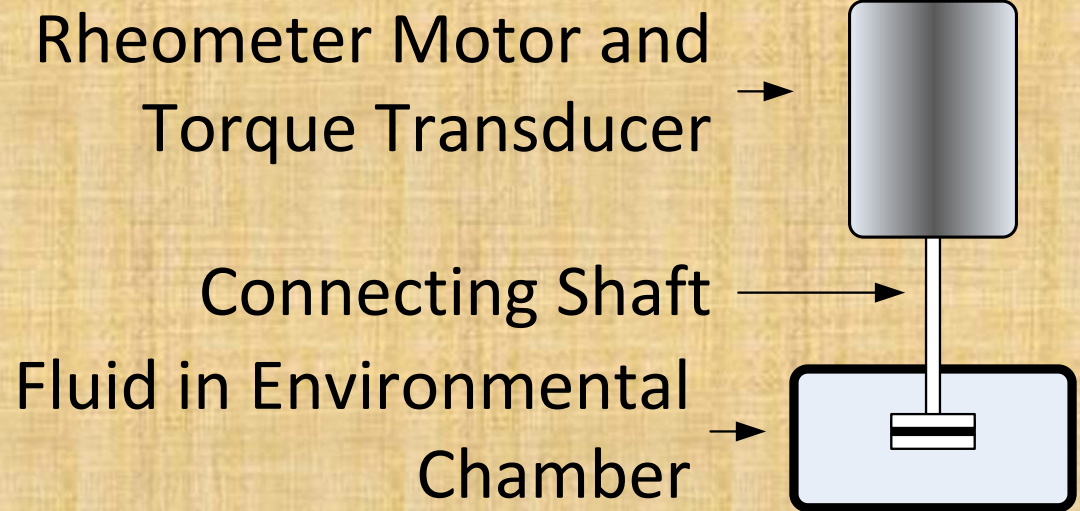 Rheometer Motor and
Torque Transducer
Connecting Shaft
Fluid in Environmental
Chamber